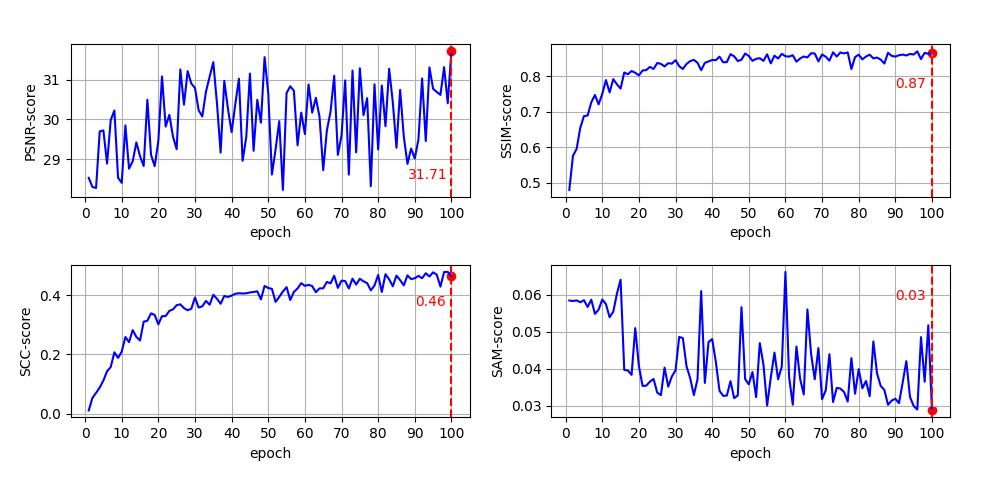 PSNR-score
31
30
29
31.71
0 10 20 30 40 50 60 70 80 90 100
epoch
SSIM-score
0.8
0.7
0.6
0.5
0.87
0 10 20 30 40 50 60 70 80 90 100
epoch
SCC-score
0.4
0.2
0.0
0.46
0 10 20 30 40 50 60 70 80 90 100
epoch
SAM-score
0.06
0.05
0.04
0.03
0.03
0 10 20 30 40 50 60 70 80 90 100
epoch